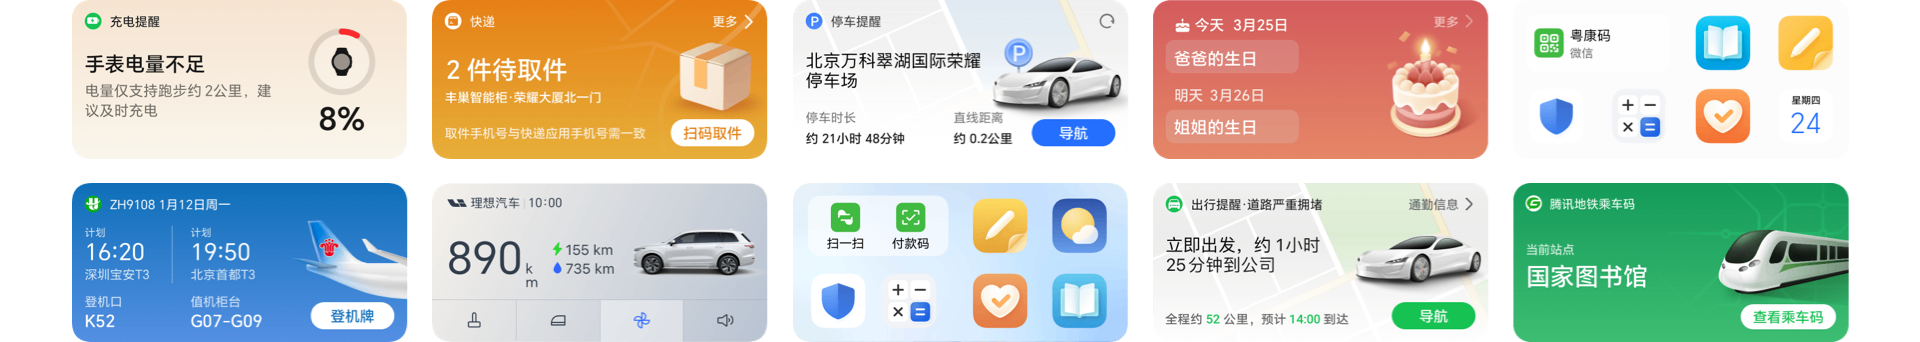 充电提醒
手表电量不足
电量仅支持跑步约 2公里，建
议及时充电
8%
快递
更多
2 件待取件
丰巢智能柜·荣耀大厦北一门
取件手机号与快递应用手机号需一致
扫码取件
P 停车提醒
北京万科翠湖国际荣耀
停车场
P
停车时长
直线距离
约 21小时 48分钟
约 0.2公里
导航
今天 3月25日
更多
爸爸的生日
明天 3月26日
姐姐的生日
粤康码
微信
星期四
24
ZH9108 1月12日周一
计划
计划
16:20
19:50
深圳宝安T3
北京首都T3
登机口
值机柜台
K52
G07-G09
登机牌
理想汽车 | 10:00
890 km
155 km
735 km
扫一扫
付款码
出行提醒·道路严重拥堵
通勤信息
立即出发，约 1小时
25分钟到公司
全程约 52 公里，预计 14:00 到达
导航
腾讯地铁乘车码
当前站点
国家图书馆
查看乘车码